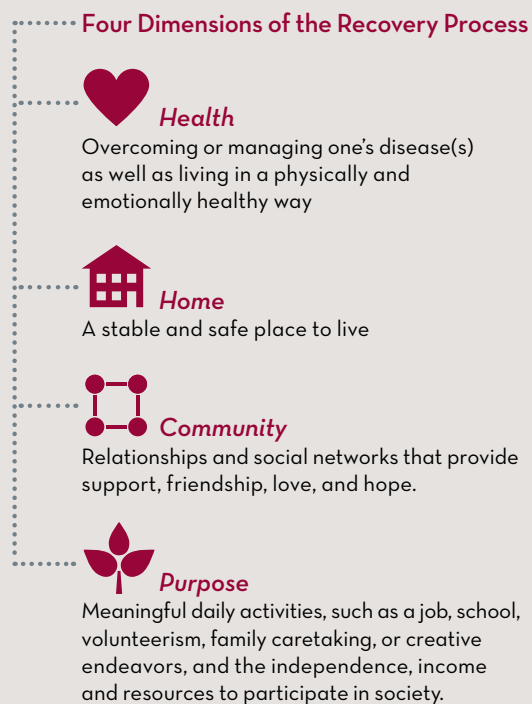 Four Dimensions of the Recovery Process
Health
Overcoming or managing one's disease(s)
as well as living in a physically and
emotionally healthy way
Home
A stable and safe place to live
Community
Relationships and social networks that provide
support, friendship, love, and hope.
Purpose
Meaningful daily activities, such as a job, school,
volunteerism, family caretaking, or creative
endeavors, and the independence, income
and resources to participate in society.